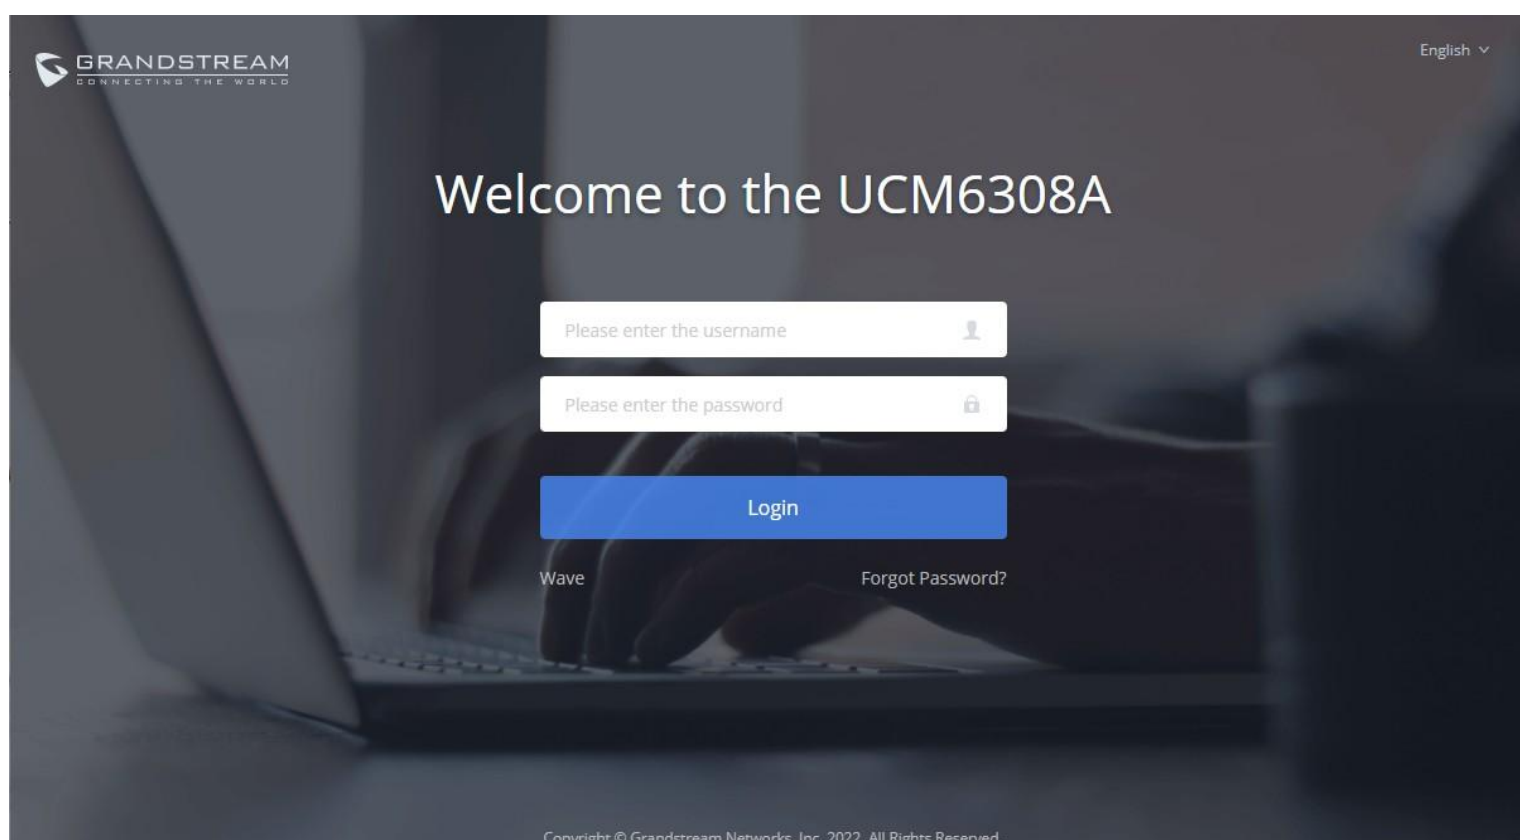 GRANDSTREAM
CONNECTING THE WORLD
English
Welcome to the UCM6308A
Please enter the username
Please enter the password
Login
Wave Forgot Password?
Copyright © Grandstream Networks, Inc. 2022. All Rights Reserved.